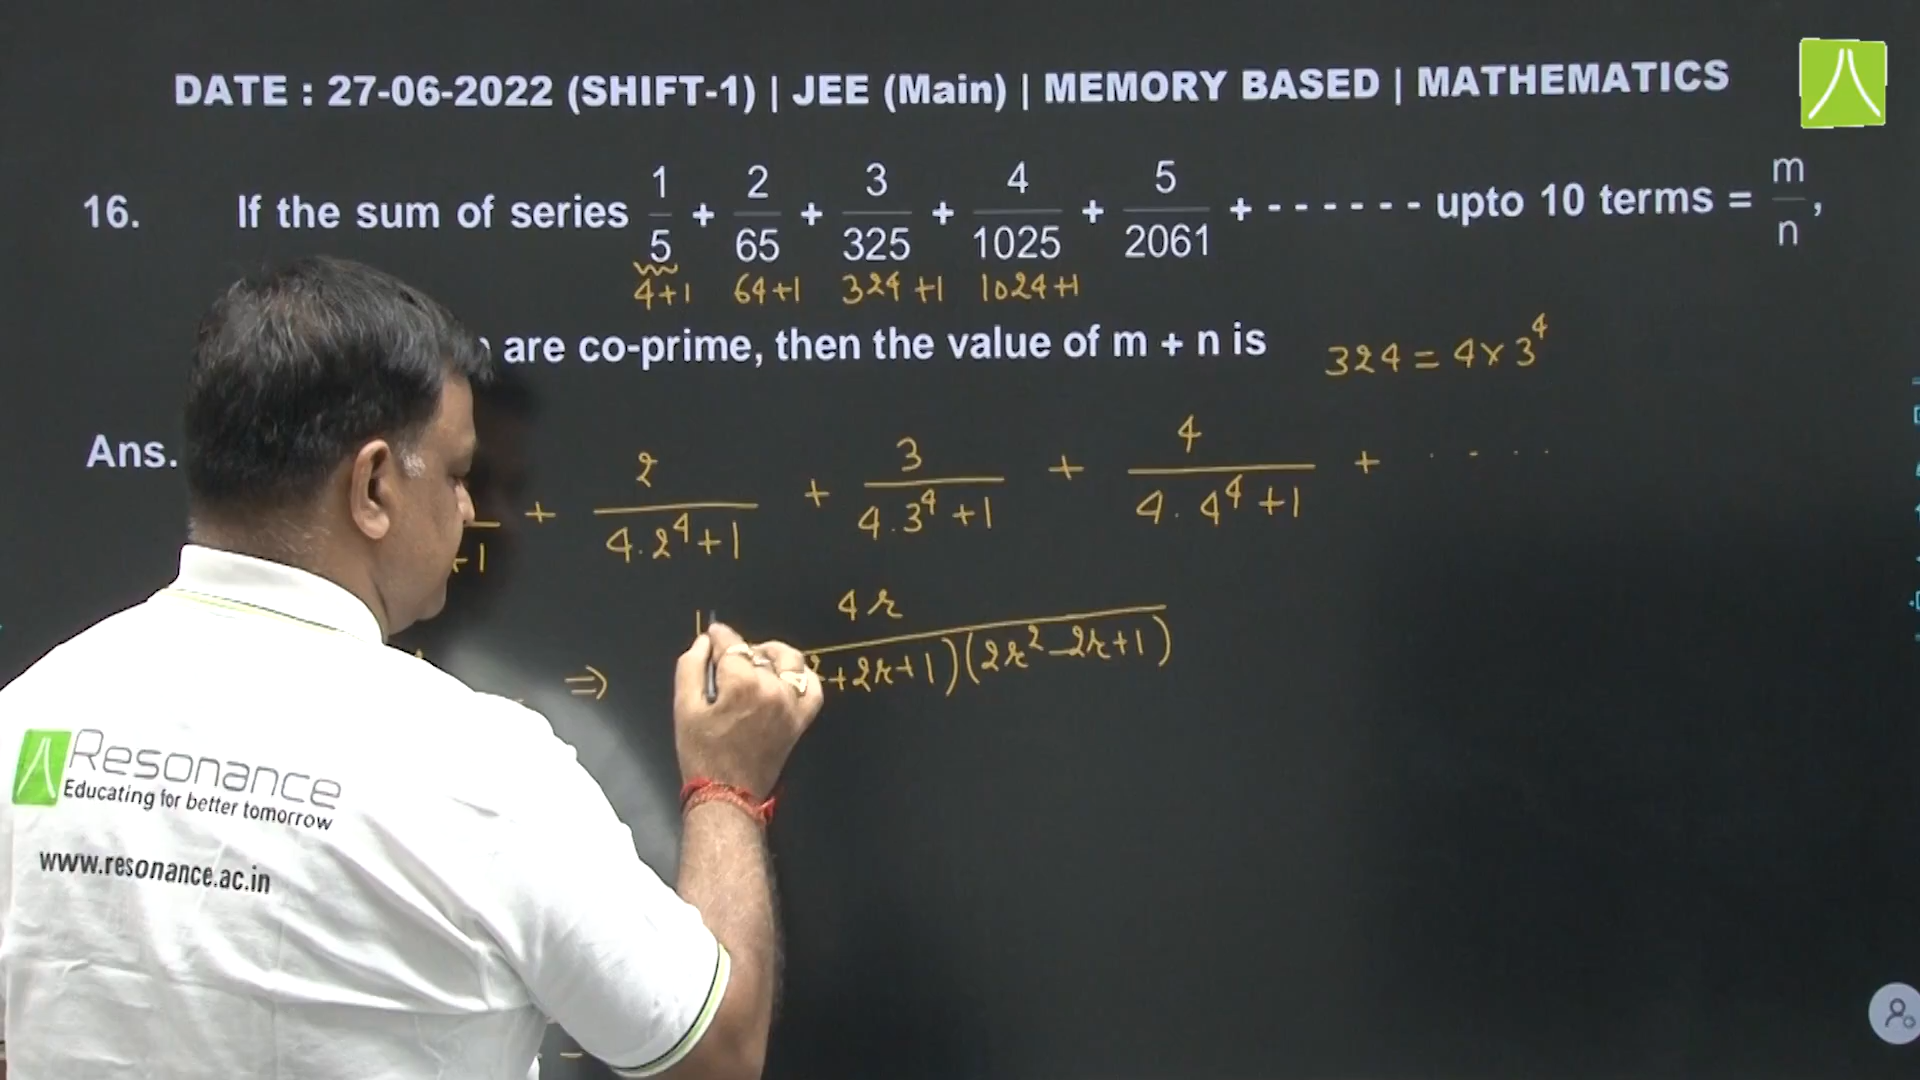 DATE : 27-06-2022 (SHIFT-1) | JEE (Main) | MEMORY BASED | MATHEMATICS
16. If the sum of series 1/5 + 2/65 + 3/325 + 4/1025 + 5/2061 + ------ upto 10 terms = m/n,
4+1 64+1 324+1 1024+1
are co-prime, then the value of m + n is 324 = 4×3^4
Ans.
+1 + 2/(4.2^4+1) + 3/(4.3^4+1) + 4/(4.4^4+1) + ....
⇒ 4r/(+2r+1)(2r^2-2r+1)
Resonance
Educating for better tomorrow
www.resonance.ac.in